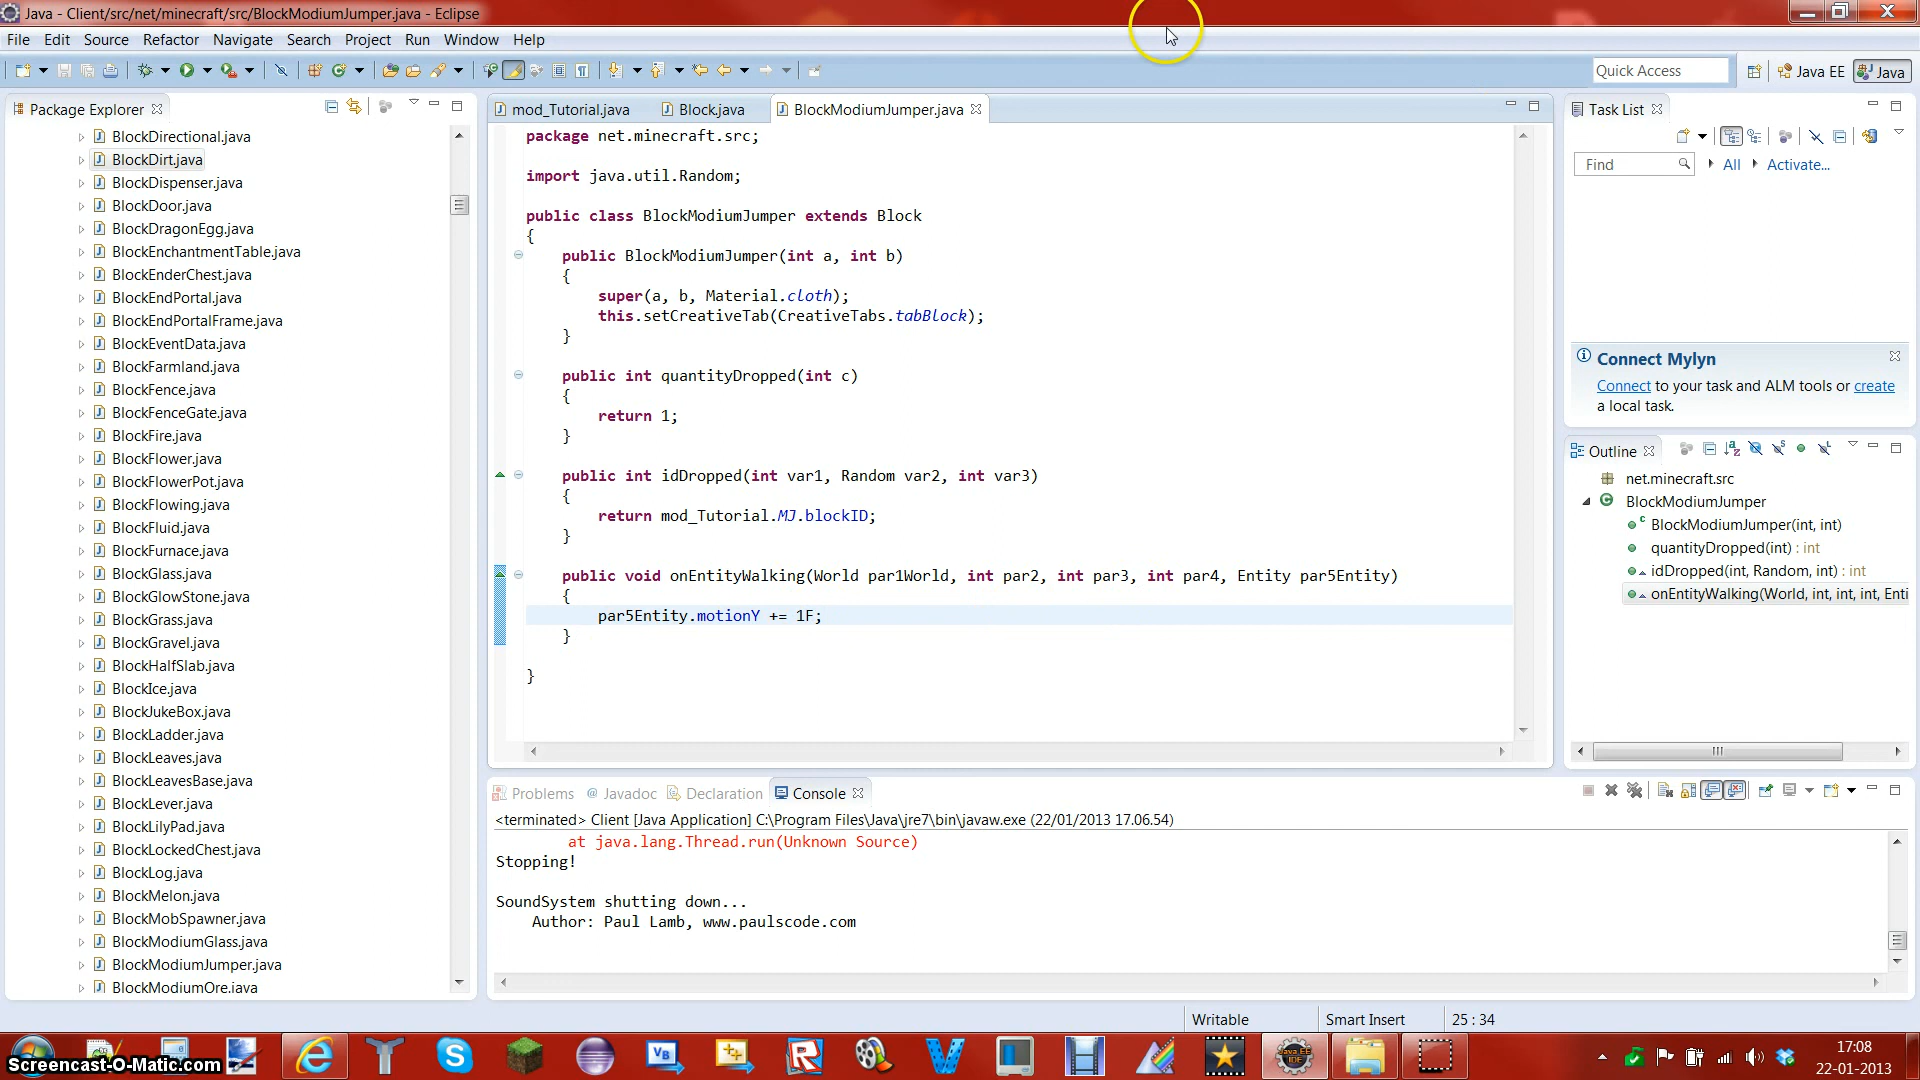 Java - Client/src/net/minecraft/src/BlockModiumJumper.java - Eclipse
File Edit Source Refactor Navigate Search Project Run Window Help
Quick Access
Java EE
Java
Package Explorer
BlockDirectional.java
BlockDirt.java
BlockDispenser.java
BlockDoor.java
BlockDragonEgg.java
BlockEnchantmentTable.java
BlockEnderChest.java
BlockEndPortal.java
BlockEndPortalFrame.java
BlockEventData.java
BlockFarmland.java
BlockFence.java
BlockFenceGate.java
BlockFire.java
BlockFlower.java
BlockFlowerPot.java
BlockFlowing.java
BlockFluid.java
BlockFurnace.java
BlockGlass.java
BlockGlowStone.java
BlockGrass.java
BlockGravel.java
BlockHalfSlab.java
BlockIce.java
BlockJukeBox.java
BlockLadder.java
BlockLeaves.java
BlockLeavesBase.java
BlockLever.java
BlockLilyPad.java
BlockLockedChest.java
BlockLog.java
BlockMelon.java
BlockMobSpawner.java
BlockModiumGlass.java
BlockModiumJumper.java
BlockModiumOre.java
mod_Tutorial.java Block.java BlockModiumJumper.java
package net.minecraft.src;
import java.util.Random;
public class BlockModiumJumper extends Block
{
public BlockModiumJumper(int a, int b)
{
super(a, b, Material.cloth);
this.setCreativeTab(CreativeTabs.tabBlock);
}
public int quantityDropped(int c)
{
return 1;
}
public int idDropped(int var1, Random var2, int var3)
{
return mod_Tutorial.MJ.blockID;
}
public void onEntityWalking(World par1World, int par2, int par3, int par4, Entity par5Entity)
{
par5Entity.motionY += 1F;
}
}
Task List
Find
All
Activate...
Connect Mylyn
Connect to your task and ALM tools or create
a local task.
Outline
net.minecraft.src
BlockModiumJumper
BlockModiumJumper(int, int)
quantityDropped(int) : int
idDropped(int, Random, int) : int
onEntityWalking(World, int, int, int, Enti
Problems @ Javadoc Declaration Console
<terminated> Client [Java Application] C:\Program Files\Java\jre7\bin\javaw.exe (22/01/2013 17.06.54)
at java.lang.Thread.run(Unknown Source)
Stopping!
SoundSystem shutting down...
Author: Paul Lamb, www.paulscode.com
Writable
Smart Insert
25 : 34
Screencast-O-Matic.com
VB
Java EE
IDE
17:08
22-01-2013